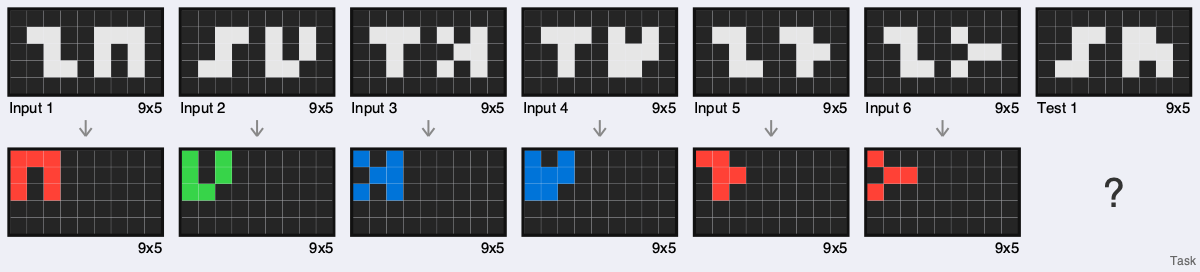 Input 1 9x5
Input 2 9x5
Input 3 9x5
Input 4 9x5
Input 5 9x5
Input 6 9x5
Test 1 9x5
9x5
9x5
9x5
9x5
9x5
9x5
?
Task